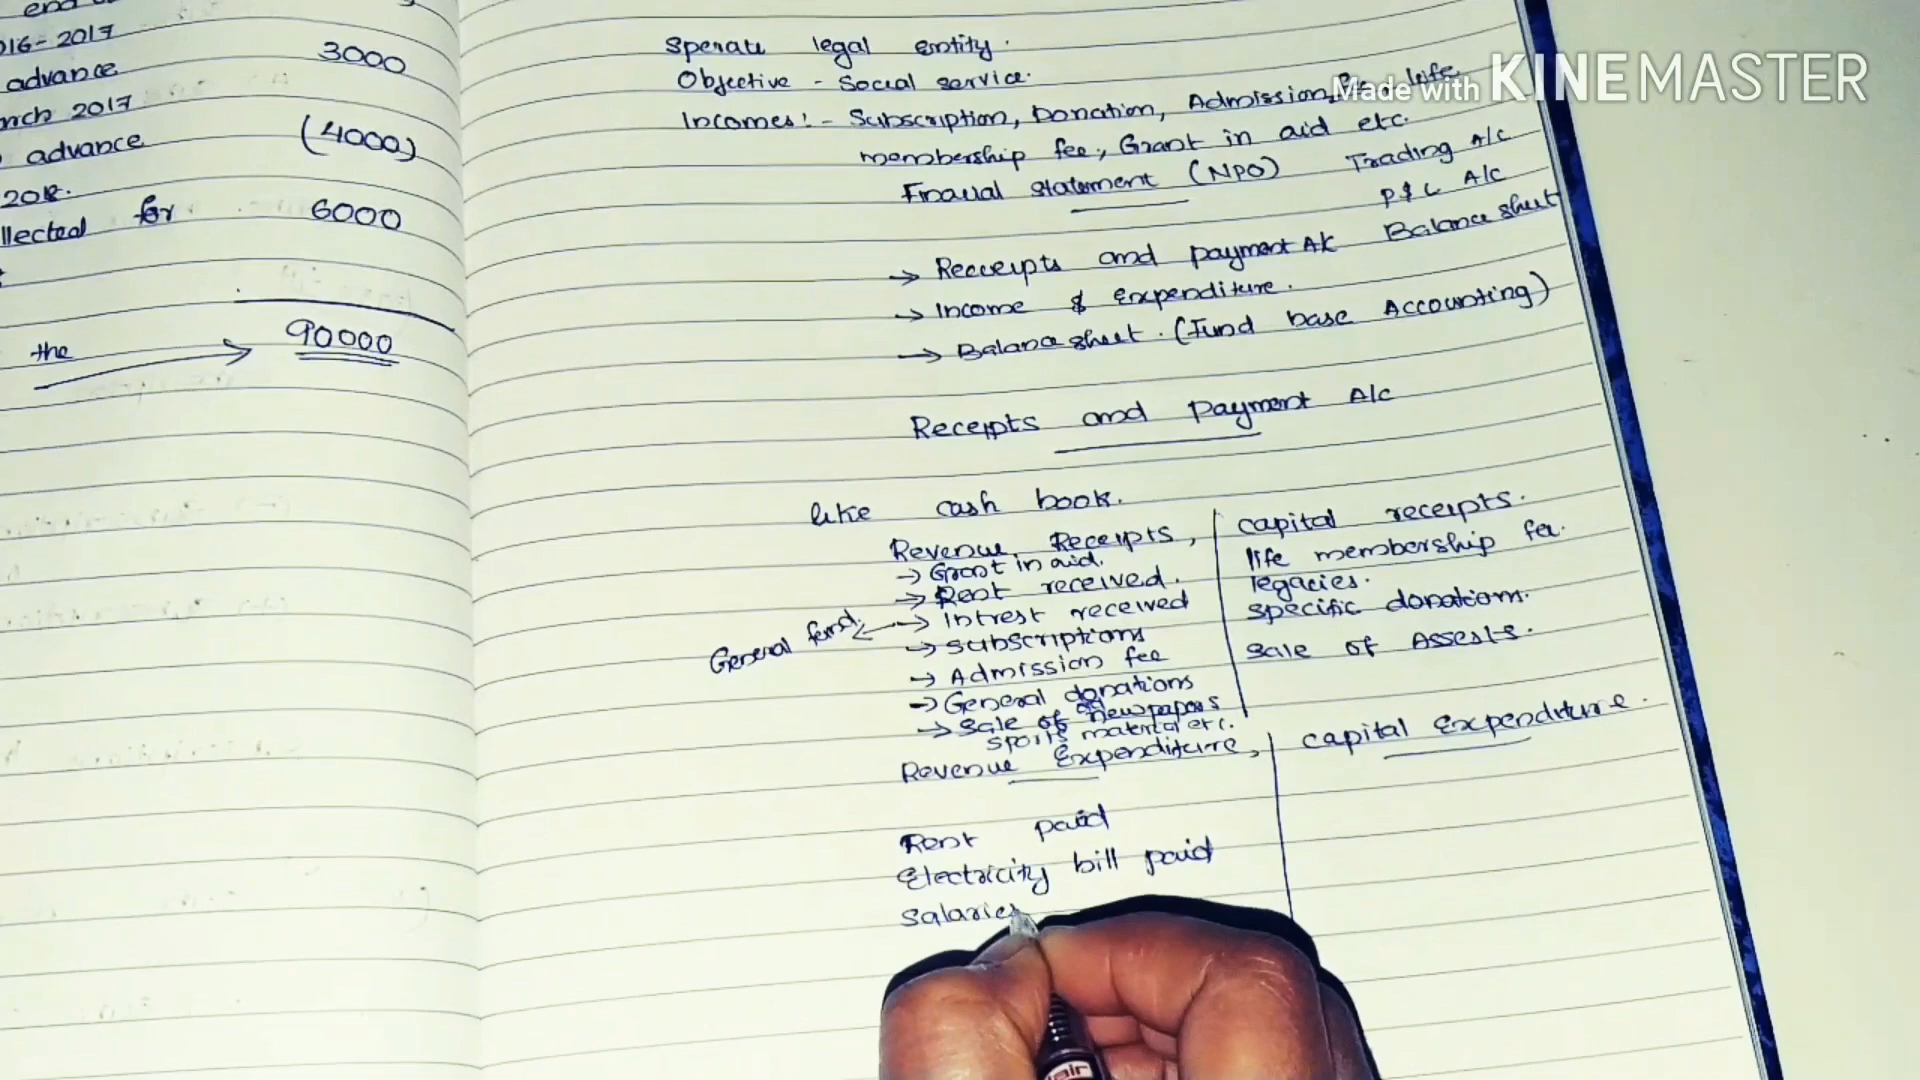 end
016-2017
advance 3000
March 2017
advance (4000)
2018.
llected for 6000
the → 90000
Sperate legal entity.
Objective - Social service.
Incomes:- Subscription, Donation, Admission, life
membership fee, Grant in aid etc.
Finaual statement (NPO) Trading A/c
P & L A/c
→ Receipts and payment A/c Balance sheet
→ Income & Expenditure.
→ Balance sheet. (Fund base Accounting)
Receipts and payment A/c
like cash book.
Revenue Receipts, capital receipts.
→ Grant in aid. life membership fee.
→ Rent received. legacies.
General fund ← → Intrest received specific donations.
→ subscriptions sale of Assests.
→ Admission fee
→ General donations
→ Sale of old newspapers
sports material etc.
Revenue Expenditure, capital Expenditure.
Rent paid
Electricity bill paid
Salaries
Made with KINEMASTER